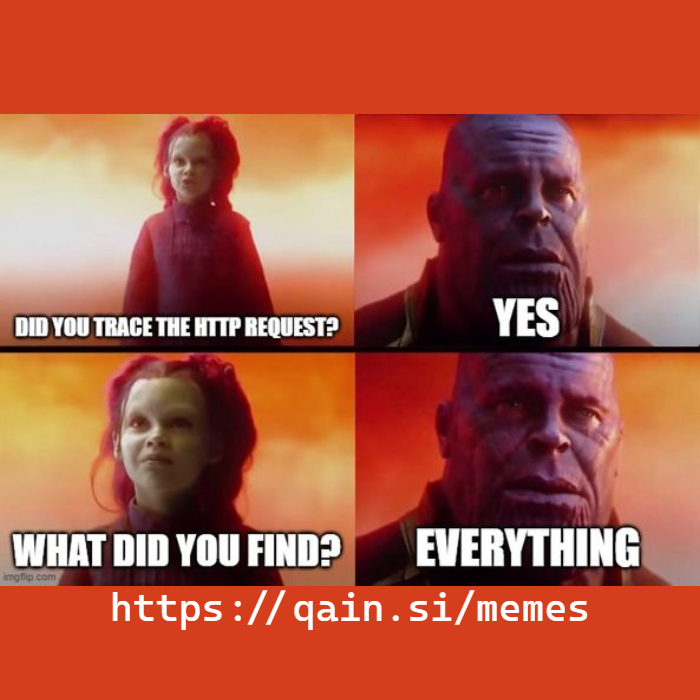 DID YOU TRACE THE HTTP REQUEST?
YES
WHAT DID YOU FIND?
EVERYTHING
imgflip.com
https://qain.si/memes